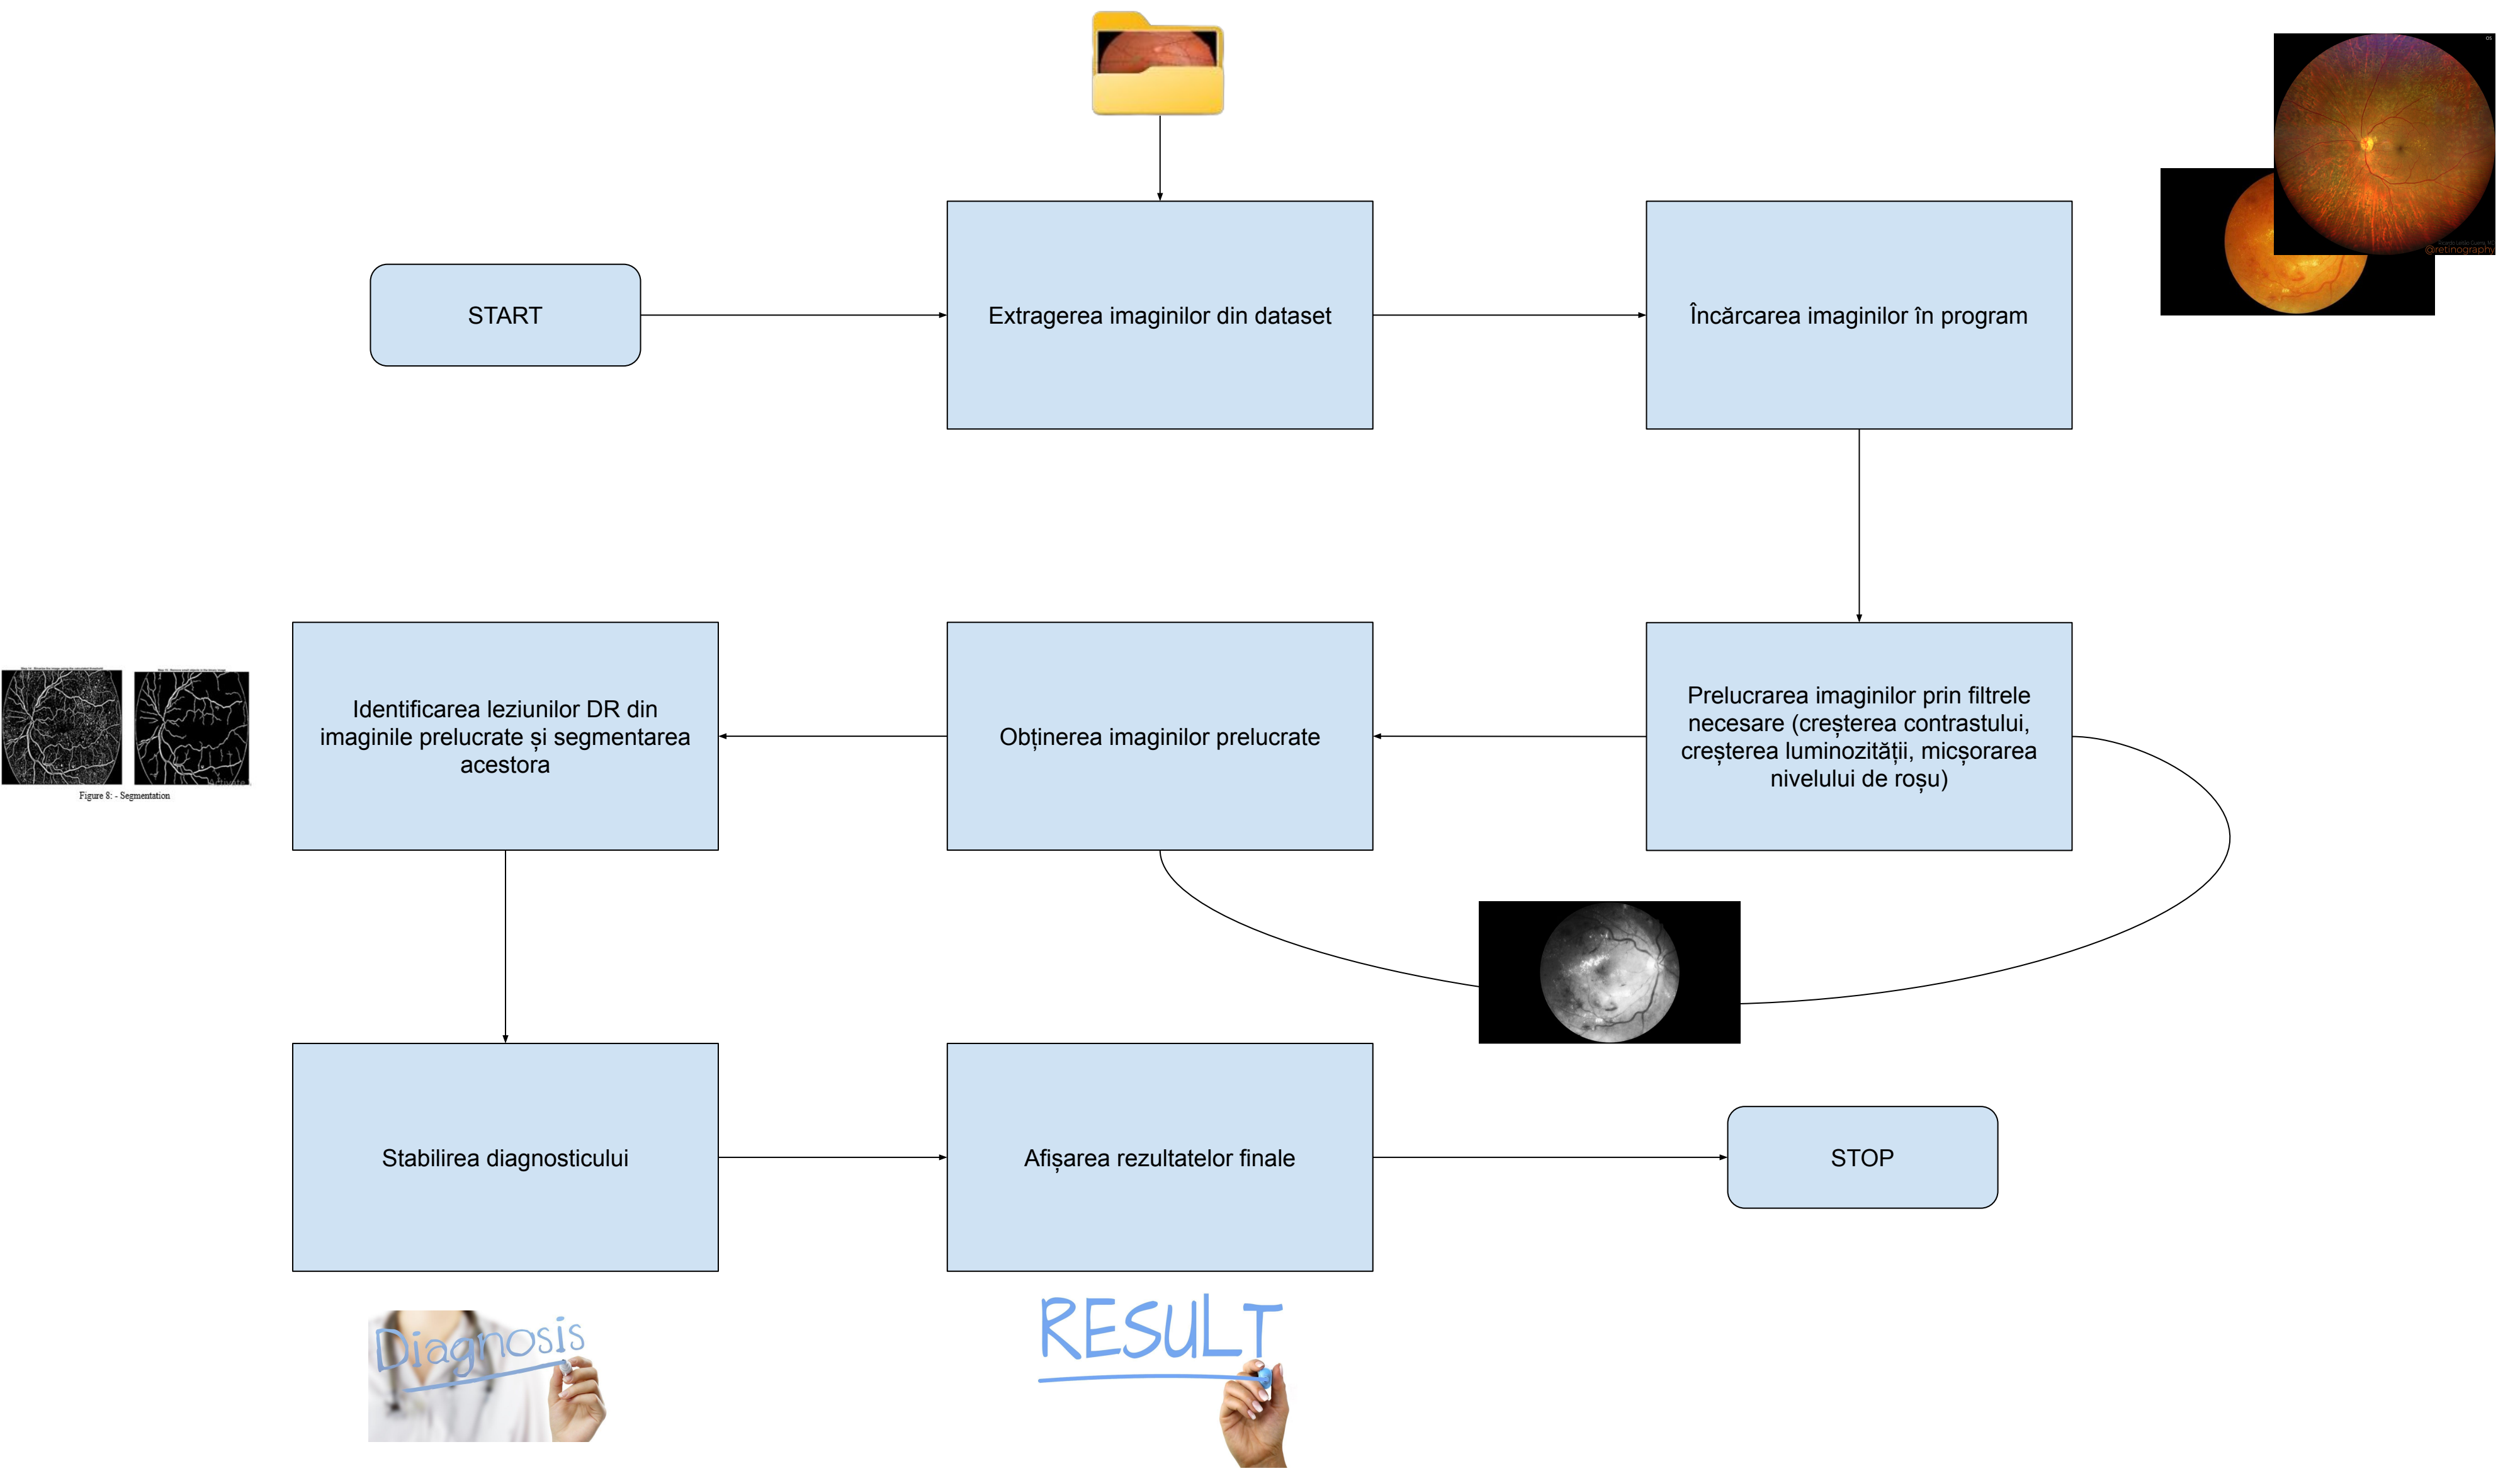 START
Extragerea imaginilor din dataset
Încărcarea imaginilor în program
@retinography
Identificarea leziunilor DR din
imaginile prelucrate și segmentarea
acestora
Obținerea imaginilor prelucrate
Prelucrarea imaginilor prin filtrele
necesare (creșterea contrastului,
creșterea luminozității, micșorarea
nivelului de roșu)
Figure 8: - Segmentation
Stabilirea diagnosticului
Afișarea rezultatelor finale
STOP
Diagnosis
RESULT